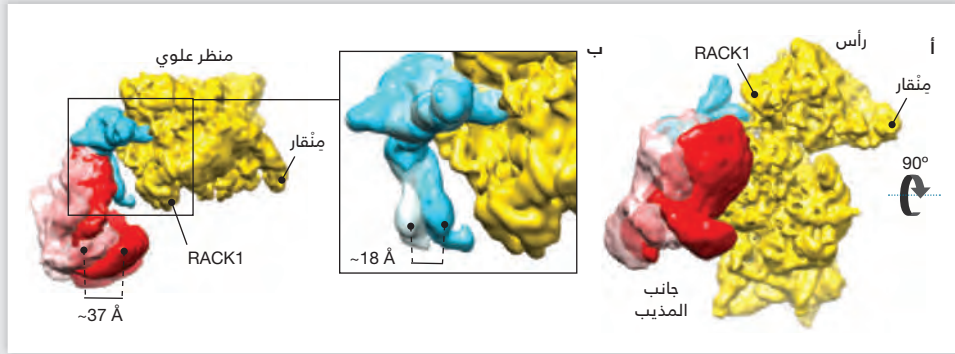 أ
رأس
RACK1
مِنْقار
90°
جانب
المذيب
ب
~18 Å
منظر علوي
مِنْقار
RACK1
~37 Å